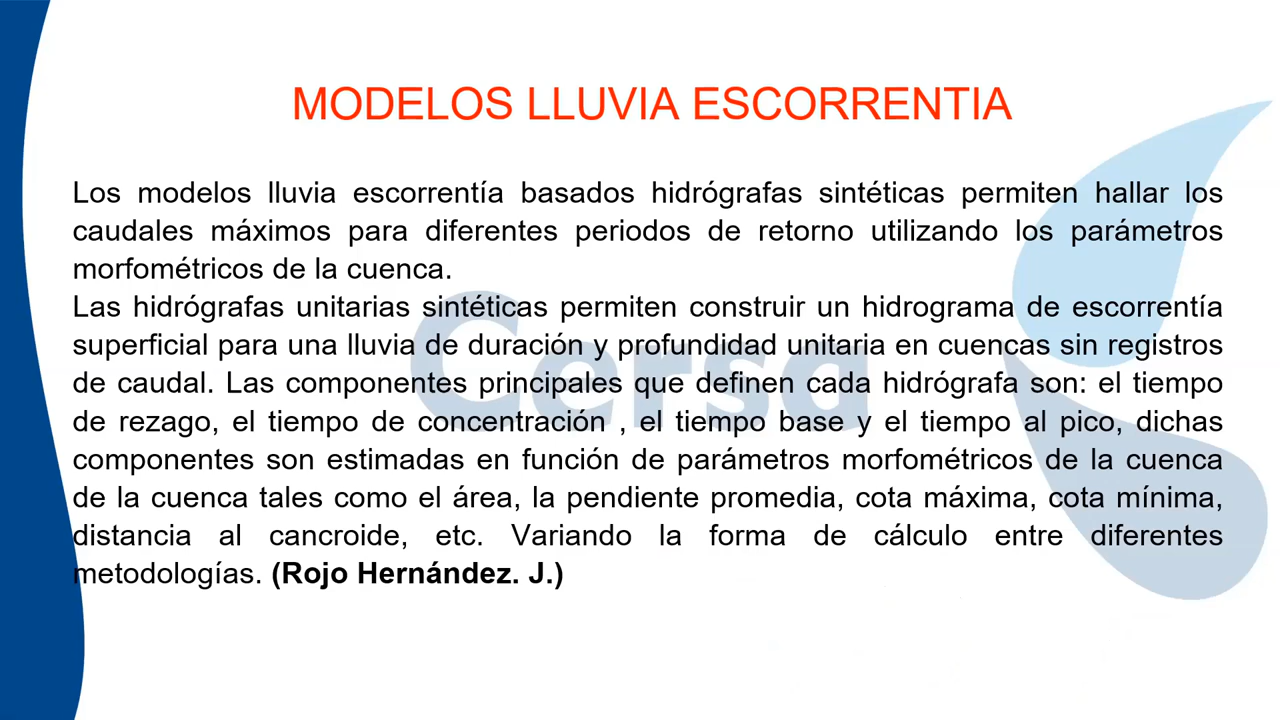 MODELOS LLUVIA ESCORRENTIA
Los modelos lluvia escorrentía basados hidrógrafas sintéticas permiten hallar los
caudales máximos para diferentes periodos de retorno utilizando los parámetros
morfométricos de la cuenca.
Las hidrógrafas unitarias sintéticas permiten construir un hidrograma de escorrentía
superficial para una lluvia de duración y profundidad unitaria en cuencas sin registros
de caudal. Las componentes principales que definen cada hidrógrafa son: el tiempo
de rezago, el tiempo de concentración , el tiempo base y el tiempo al pico, dichas
componentes son estimadas en función de parámetros morfométricos de la cuenca
de la cuenca tales como el área, la pendiente promedia, cota máxima, cota mínima,
distancia al cancroide, etc. Variando la forma de cálculo entre diferentes
metodologías. (Rojo Hernández. J.)
Corsa